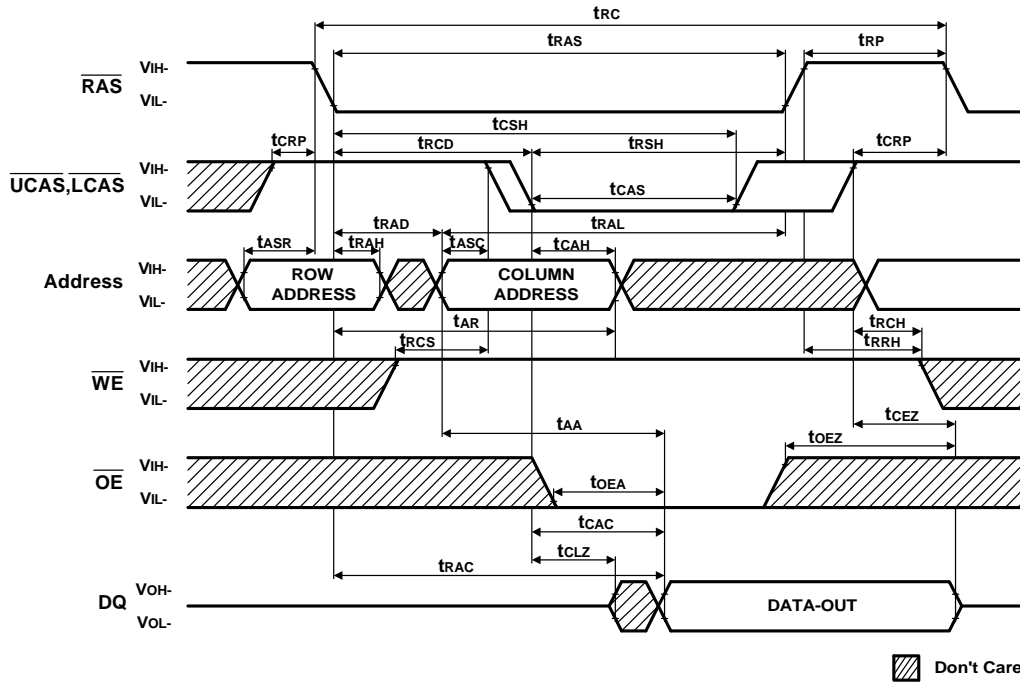 tRC
tRAS
tRP
RAS
VIH-
VIL-
tCSH
tCRP
tRCD
tRSH
tCRP
UCAS,LCAS
VIH-
VIL-
tCAS
tRAD
tRAL
tASR
tRAH
tASC
tCAH
Address
VIH-
VIL-
ROW
ADDRESS
COLUMN
ADDRESS
tAR
tRCH
tRCS
tRRH
WE
VIH-
VIL-
tCEZ
tAA
tOEZ
OE
VIH-
VIL-
tOEA
tCAC
tCLZ
tRAC
DQ
VOH-
VOL-
DATA-OUT
Don't Care